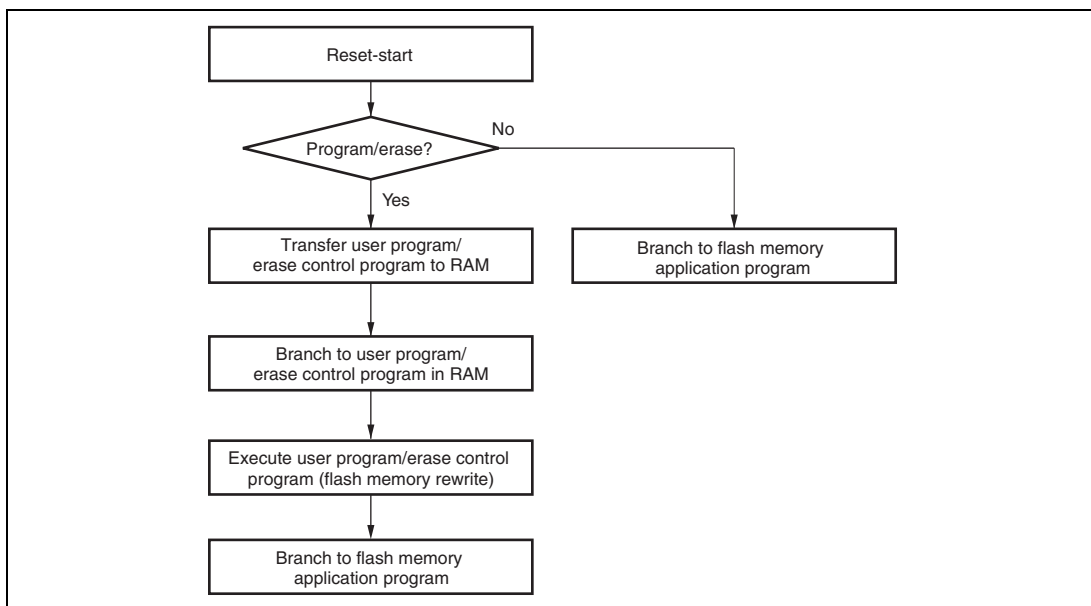 Reset-start
Program/erase?
No
Yes
Transfer user program/
erase control program to RAM
Branch to flash memory
application program
Branch to user program/
erase control program in RAM
Execute user program/erase control
program (flash memory rewrite)
Branch to flash memory
application program